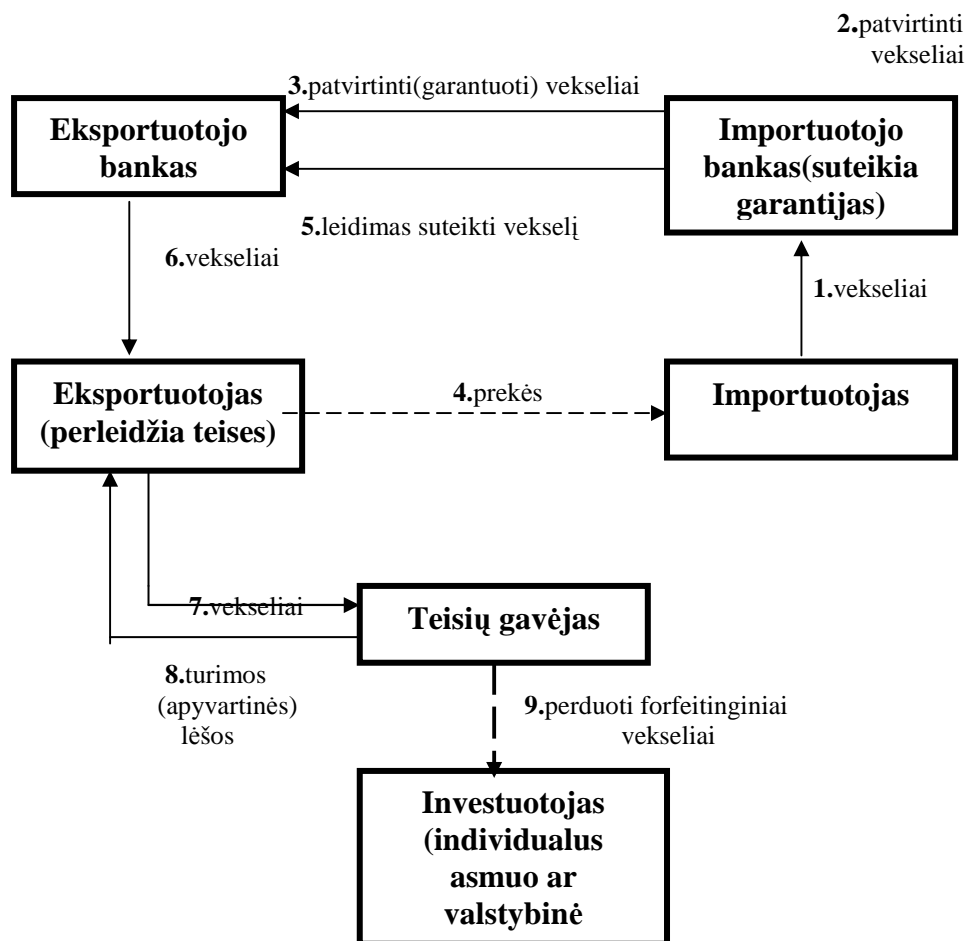 2.patvirtinti
vekseliai
3.patvirtinti(garantuoti) vekseliai
Eksportuotojo
bankas
Importuotojo
bankas(suteikia
garantijas)
5.leidimas suteikti vekselį
6.vekseliai
1.vekseliai
Eksportuotojas
(perleidžia teises)
4.prekės
Importuotojas
7.vekseliai
Teisių gavėjas
8.turimos
(apyvartinės)
lėšos
9.perduoti forfeitinginiai
vekseliai
Investuotojas
(individualus
asmuo ar
valstybinė